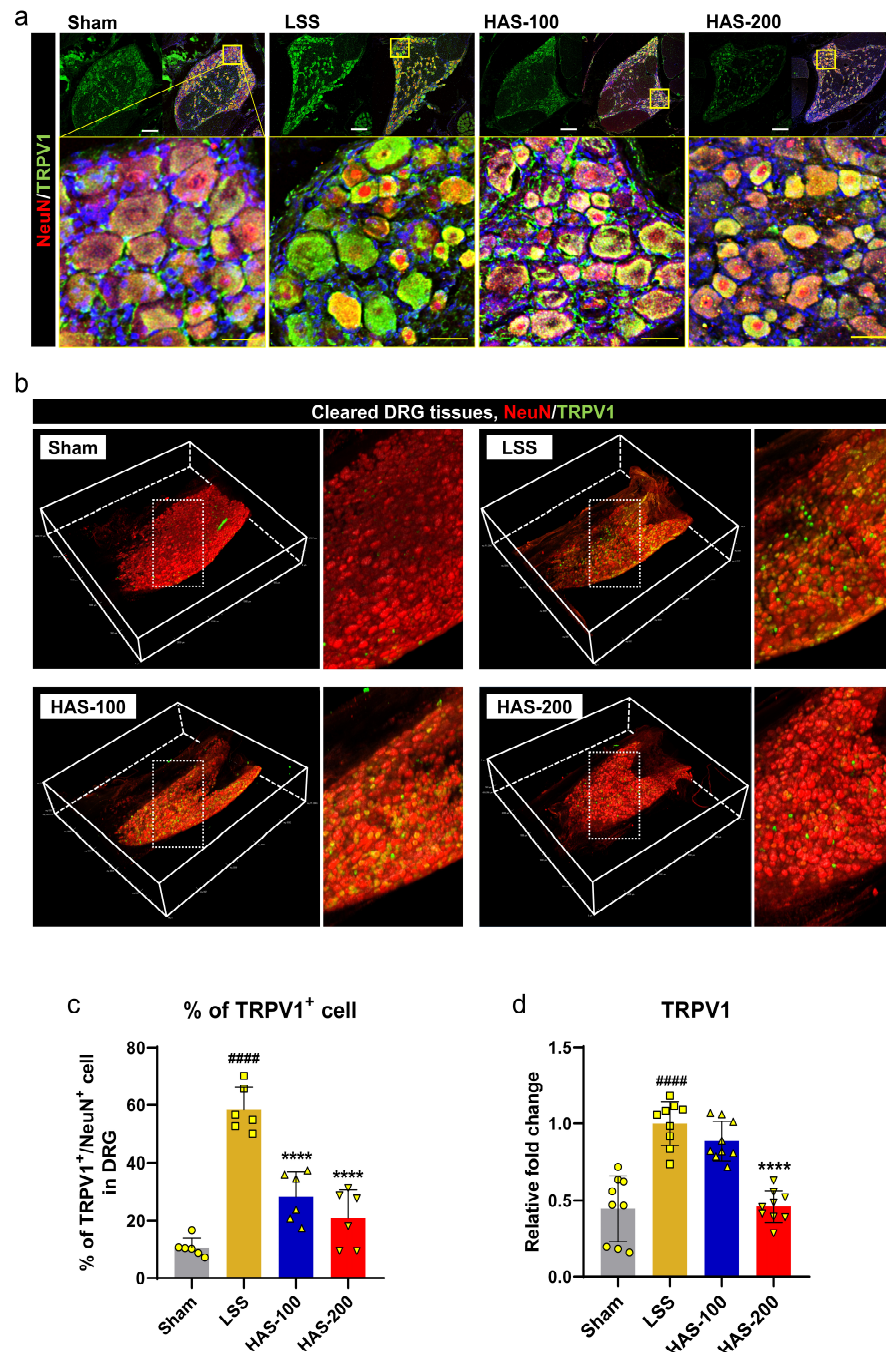 a
Sham
LSS
HAS-100
HAS-200
NeuN/TRPV1
b
Cleared DRG tissues, NeuN/TRPV1
Sham
LSS
HAS-100
HAS-200
c
% of TRPV1⁺ cell
% of TRPV1⁺/NeuN⁺ cell
in DRG
80
60
40
20
0
####
****
****
Sham
LSS
HAS-100
HAS-200
d
TRPV1
Relative fold change
1.5
1.0
0.5
0.0
####
****
Sham
LSS
HAS-100
HAS-200